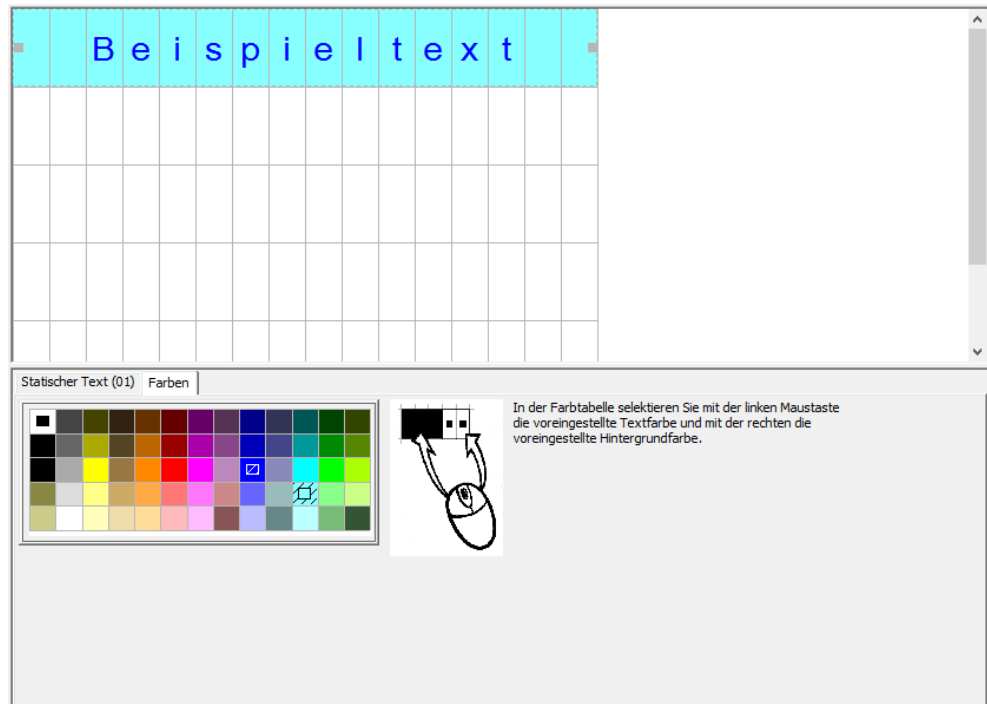 Beispieltext
Statischer Text (01) Farben
In der Farbtabelle selektieren Sie mit der linken Maustaste
die voreingestellte Textfarbe und mit der rechten die
voreingestellte Hintergrundfarbe.